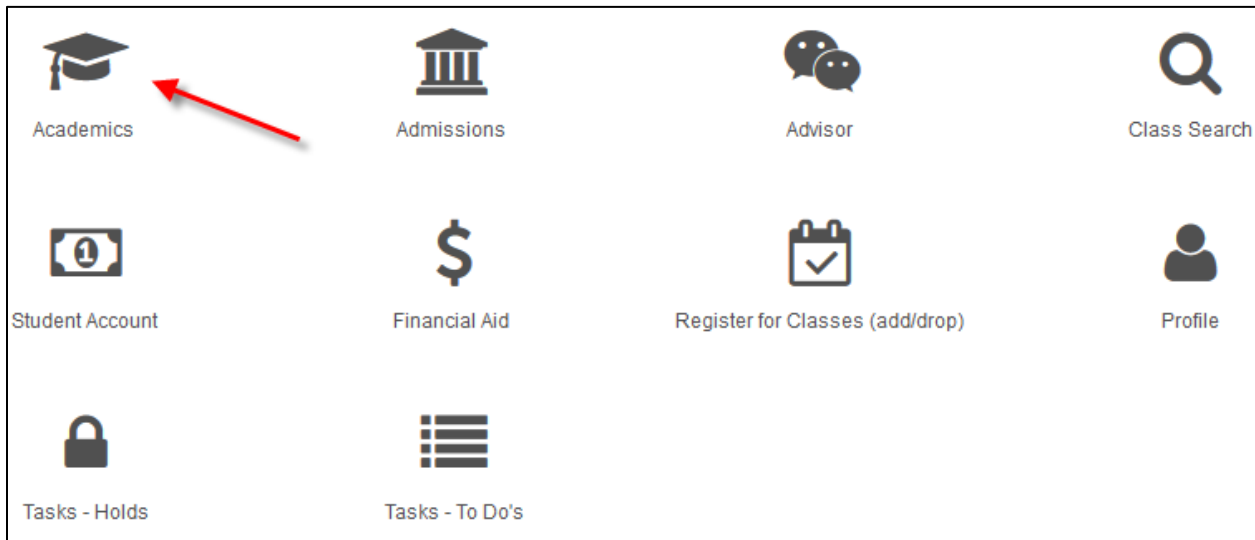 Academics
Admissions
Advisor
Class Search
1
Student Account
Financial Aid
Register for Classes (add/drop)
Profile
Tasks - Holds
Tasks - To Do's